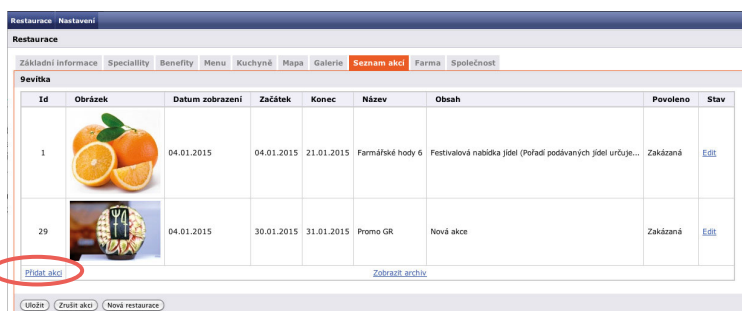 Restaurace Nastavení
Restaurace
Základní informace Speciallity Benefity Menu Kuchyně Mapa Galerie Seznam akcí Farma Společnost
9evitka
Id Obrázek Datum zobrazení Začátek Konec Název Obsah Povoleno Stav
1 04.01.2015 04.01.2015 21.01.2015 Farmářské hody 6 Festivalová nabídka jídel (Pořadí podávaných jídel určuje... Zakázaná Edit
29 04.01.2015 30.01.2015 31.01.2015 Promo GR Nová akce Zakázaná Edit
Přidat akci Zobrazit archiv
Uložit Zrušit akci Nová restaurace